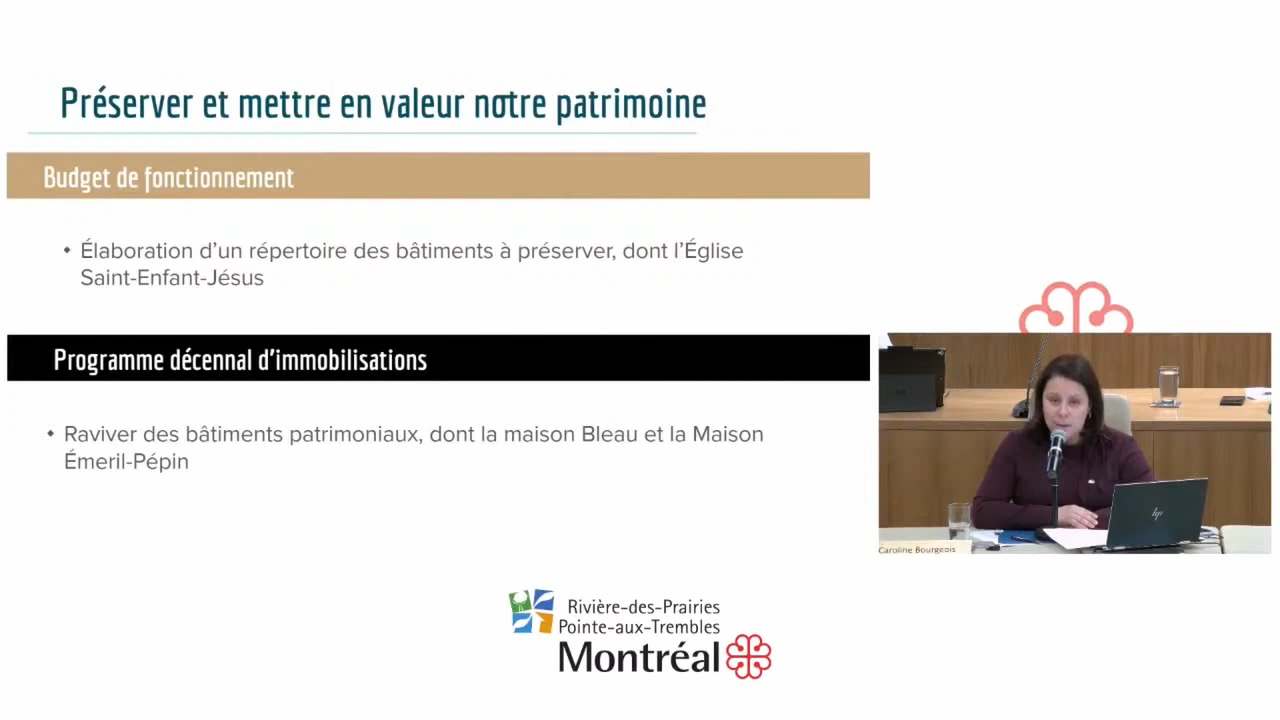 Préserver et mettre en valeur notre patrimoine
Budget de fonctionnement
• Élaboration d’un répertoire des bâtiments à préserver, dont l’Église
Saint-Enfant-Jésus
Programme décennal d’immobilisations
• Raviver des bâtiments patrimoniaux, dont la maison Bleau et la Maison
Émeril-Pépin
hp
Caroline Bourgeois
Rivière-des-Prairies
Pointe-aux-Trembles
Montréal